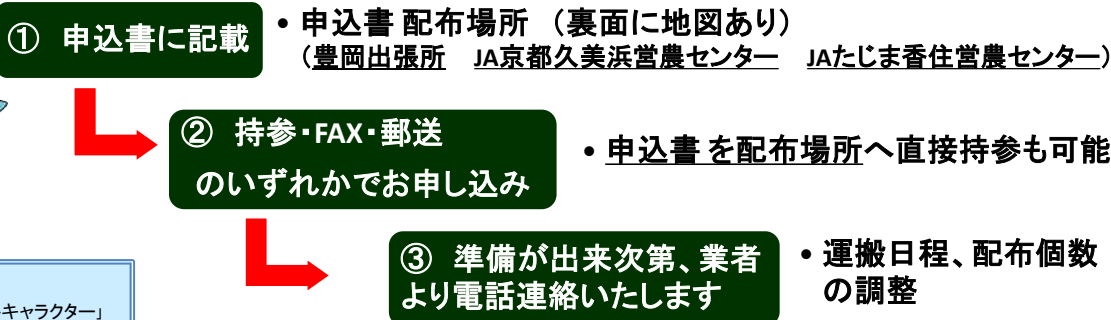 ① 申込書に記載
• 申込書 配布場所 （裏面に地図あり）
（豊岡出張所　JA京都久美浜営農センター　JAたじま香住営農センター）
② 持参・FAX・郵送
のいずれかでお申し込み
• 申込書 を配布場所へ直接持参も可能
③ 準備が出来次第、業者
より電話連絡いたします
• 運搬日程、配布個数
の調整
キャラクター」